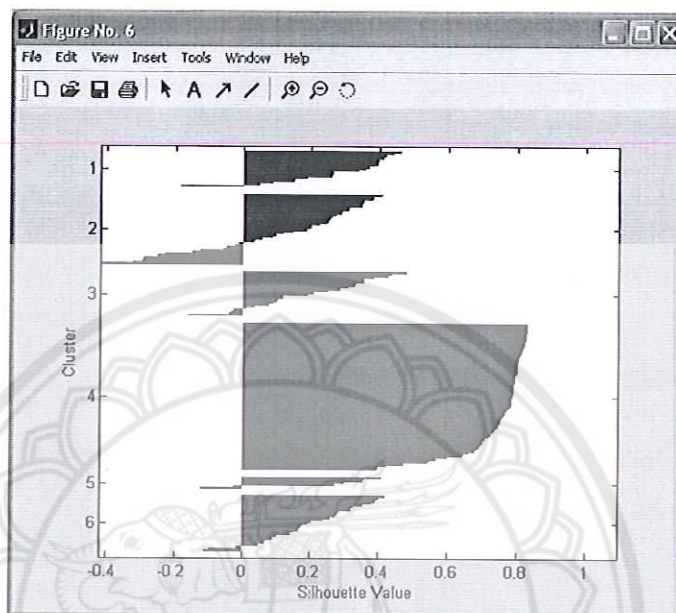 Figure No. 6
File Edit View Insert Tools Window Help
A
1
2
3
4
5
6
Cluster
-0.4 -0.2 0 0.2 0.4 0.6 0.8 1
Silhouette Value